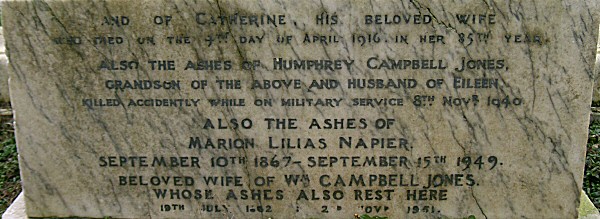 AND OF CATHERINE, HIS BELOVED WIFE
WHO DIED ON THE 4TH DAY OF APRIL 1916. IN HER 85TH YEAR.
ALSO THE ASHES OF HUMPHREY CAMPBELL JONES,
GRANDSON OF THE ABOVE AND HUSBAND OF EILEEN,
KILLED ACCIDENTLY WHILE ON MILITARY SERVICE 8TH NOVR 1940
ALSO THE ASHES OF
MARION LILIAS NAPIER.
SEPTEMBER 10TH 1867-SEPTEMBER 15TH 1949.
BELOVED WIFE OF WM CAMPBELL JONES.
WHOSE ASHES ALSO REST HERE
19TH JULY 1862 : 2ND NOVR 1951.